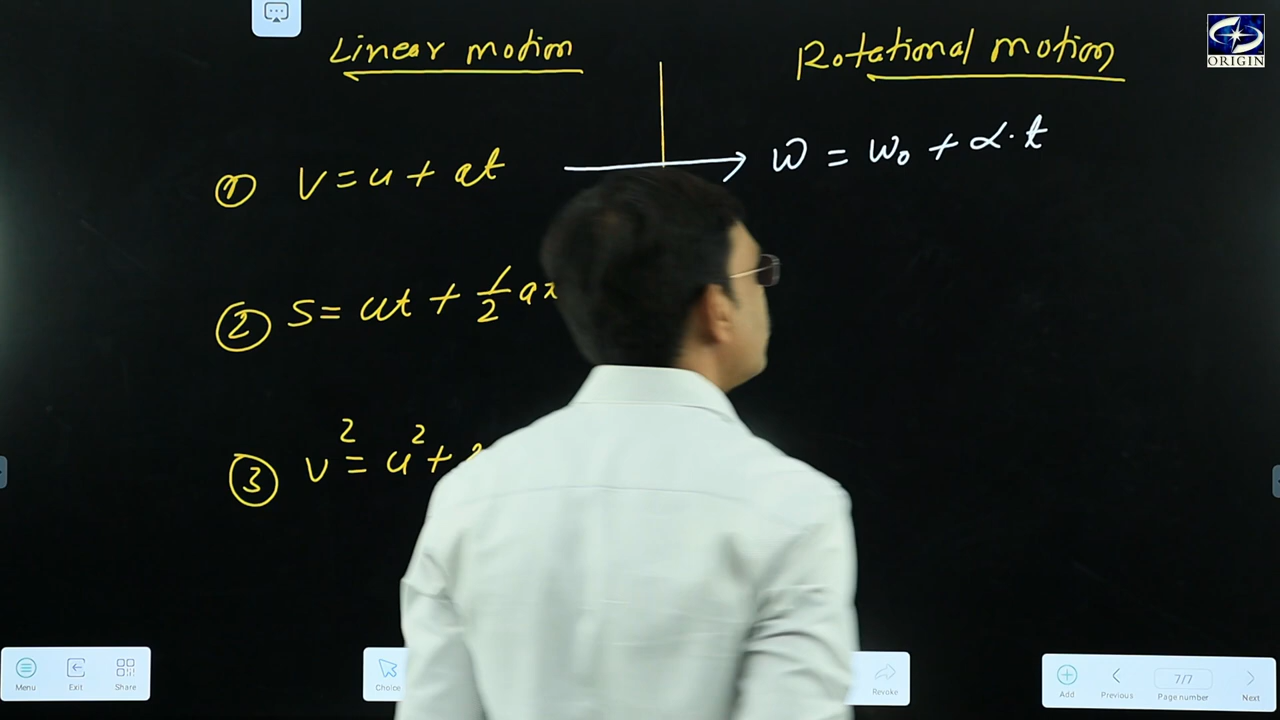 Linear motion
Rotational motion
ORIGIN
① V = u + at
ω = ω₀ + α·t
② S = ut + 1/2 a
③ v² = u² +
Menu
Exit
Share
Choice
Revoke
Add
Previous
7/7
Page number
Next